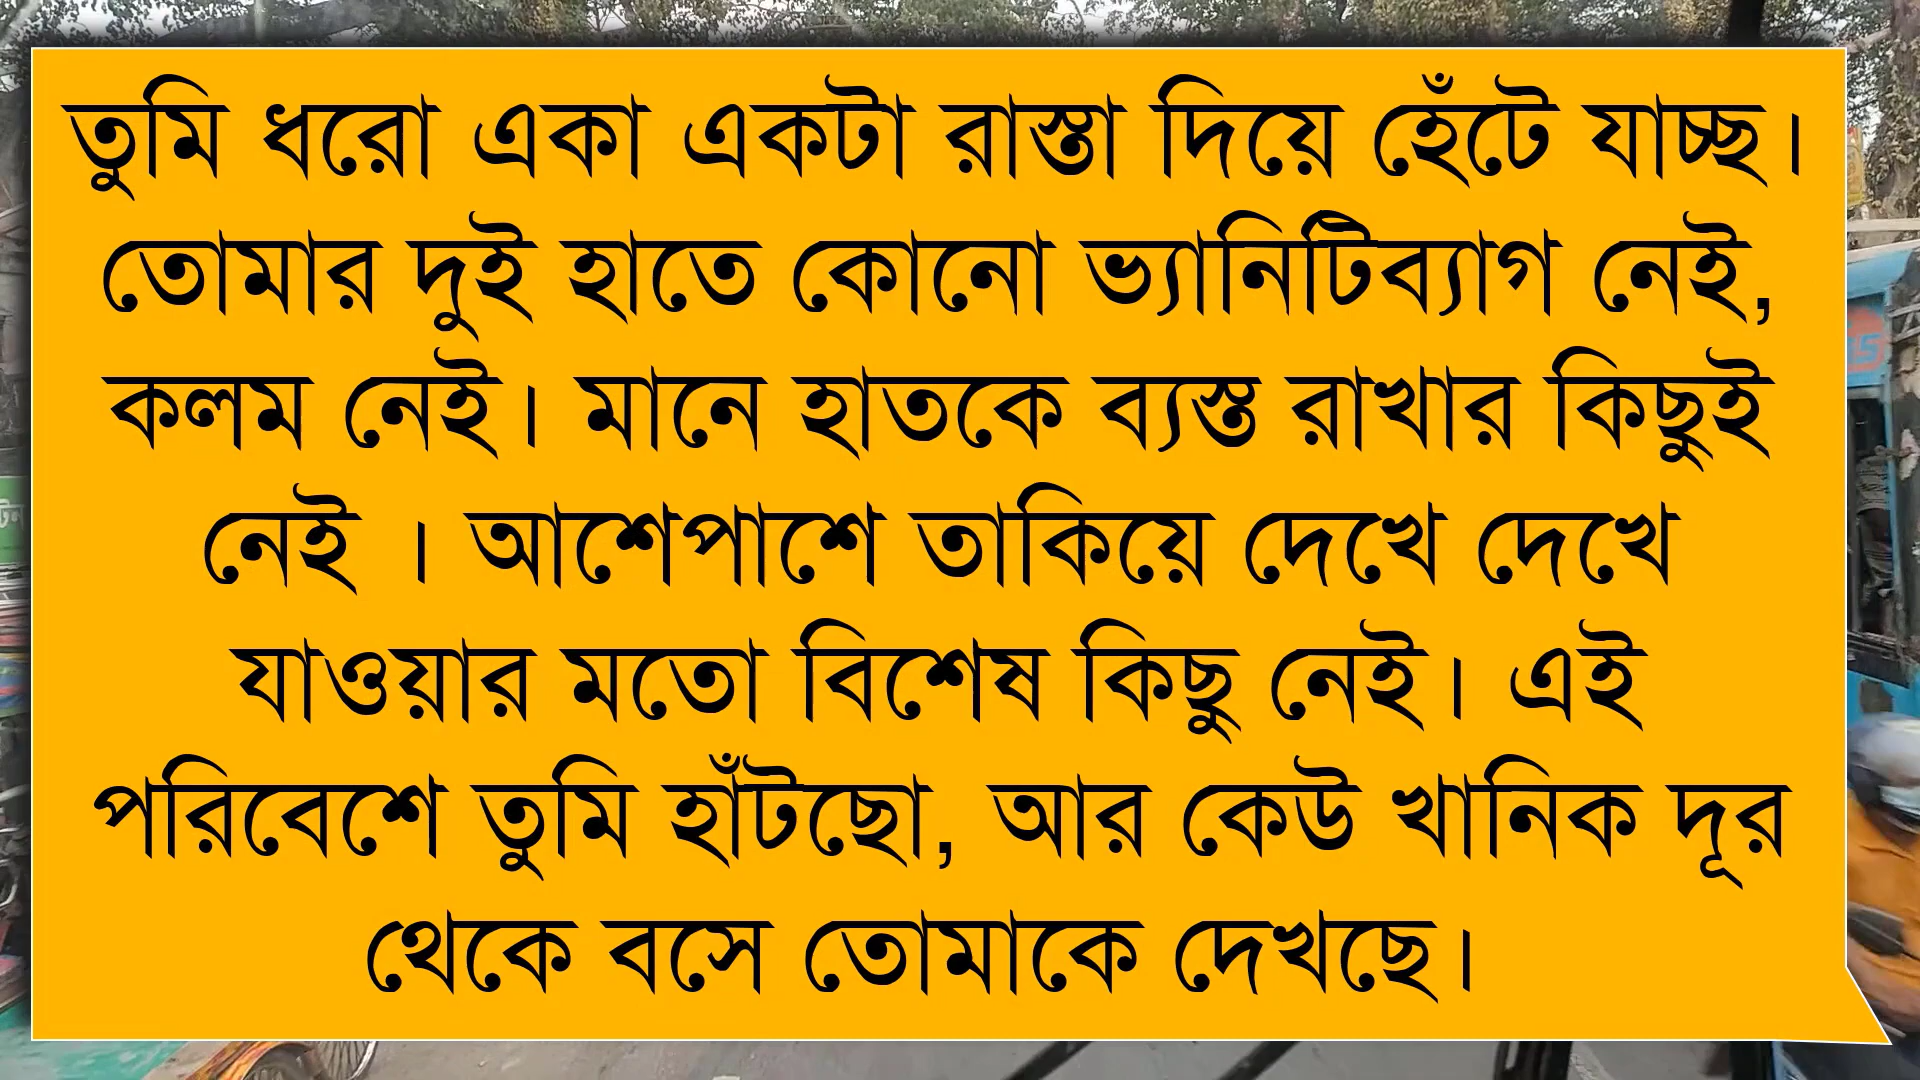 তুমি ধরো একা একটা রাস্তা দিয়ে হেঁটে যাচ্ছ।
তোমার দুই হাতে কোনো ভ্যানিটিব্যাগ নেই,
কলম নেই। মানে হাতকে ব্যস্ত রাখার কিছুই
নেই । আশেপাশে তাকিয়ে দেখে দেখে
যাওয়ার মতো বিশেষ কিছু নেই। এই
পরিবেশে তুমি হাঁটছো, আর কেউ খানিক দূর
থেকে বসে তোমাকে দেখছে।